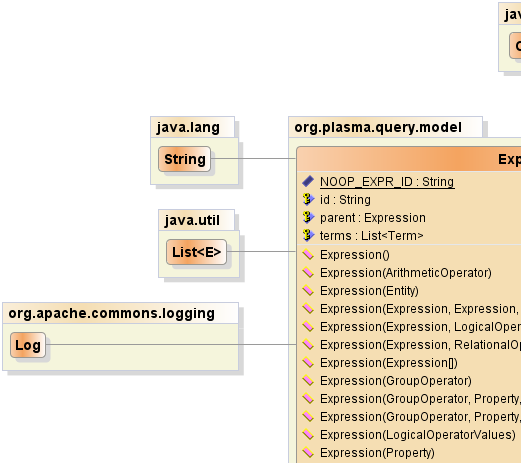 java.lang
String
java.util
List<E>
org.apache.commons.logging
Log
org.plasma.query.model
NOOP_EXPR_ID : String
id : String
parent : Expression
terms : List<Term>
Expression()
Expression(ArithmeticOperator)
Expression(Entity)
Expression(Expression, Expression,
Expression(Expression, LogicalOper
Expression(Expression, RelationalOp
Expression(Expression[])
Expression(GroupOperator)
Expression(GroupOperator, Property,
Expression(GroupOperator, Property,
Expression(LogicalOperatorValues)
Expression(Property)